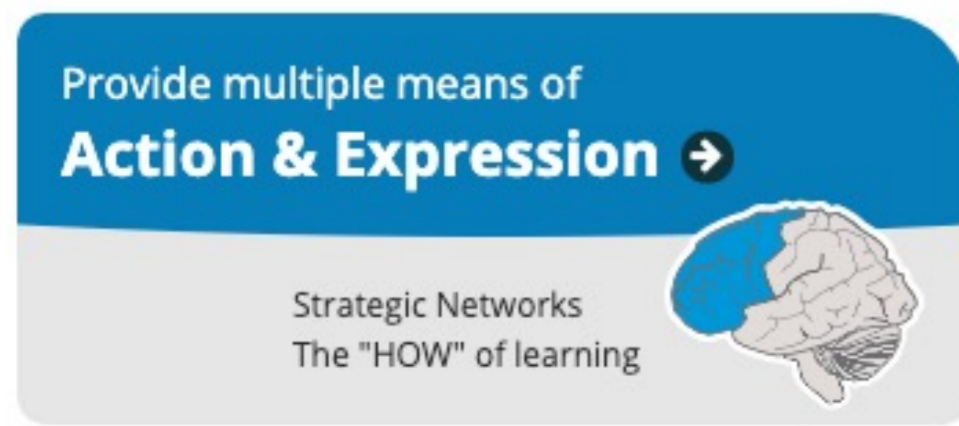 Provide multiple means of
Action & Expression
Strategic Networks
The "HOW" of learning